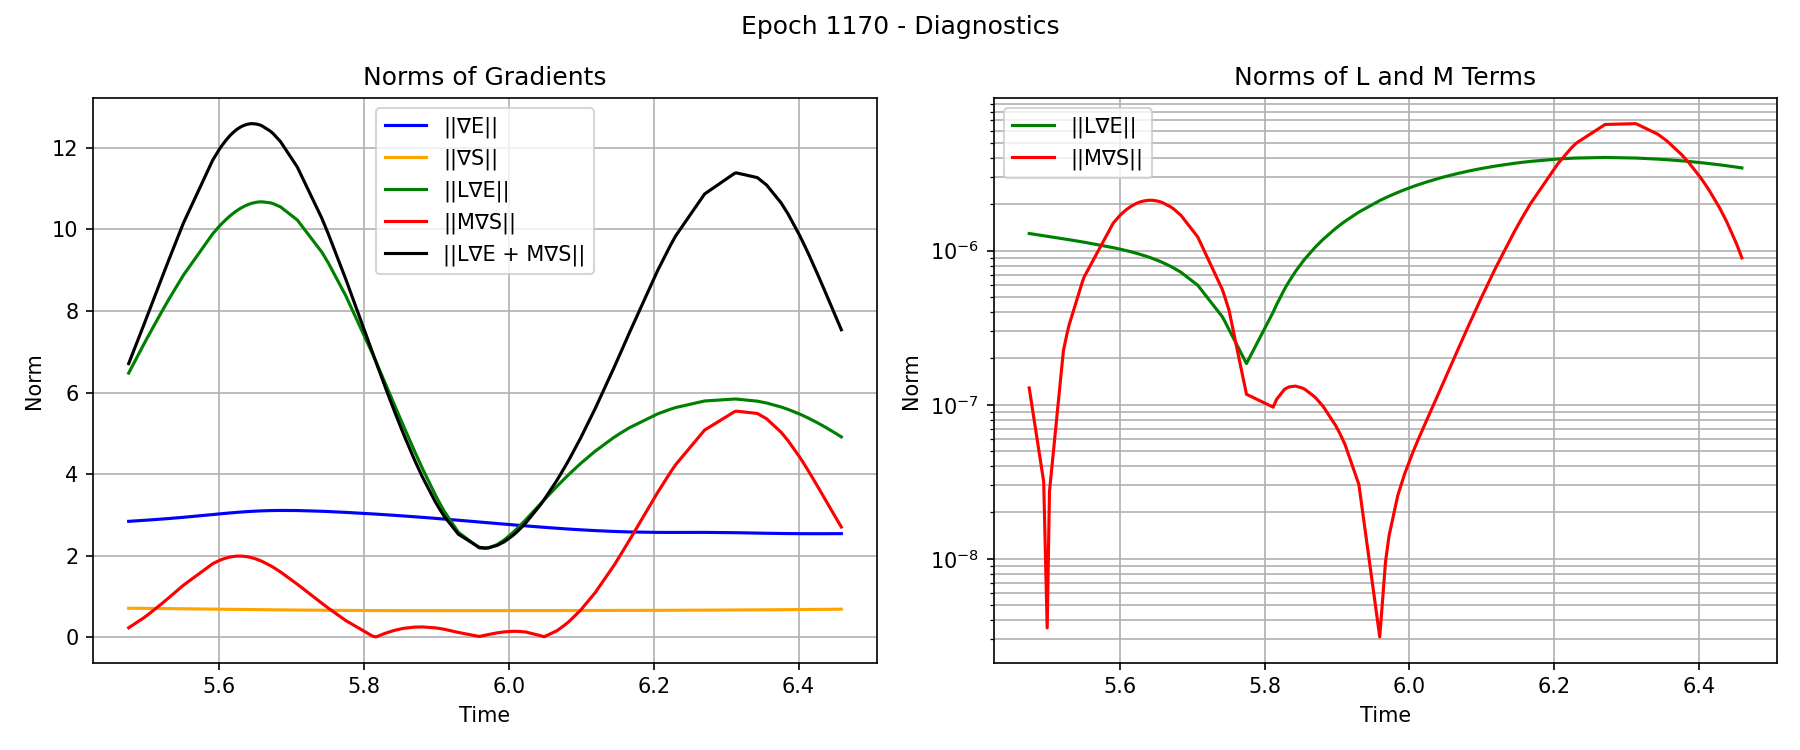 Epoch 1170 - Diagnostics
Norms of Gradients
||∇E||
||∇S||
||L∇E||
||M∇S||
||L∇E + M∇S||
Norm
12
10
8
6
4
2
0
5.6
5.8
6.0
6.2
6.4
Time
Norms of L and M Terms
||L∇E||
||M∇S||
Norm
10⁻⁶
10⁻⁷
10⁻⁸
5.6
5.8
6.0
6.2
6.4
Time